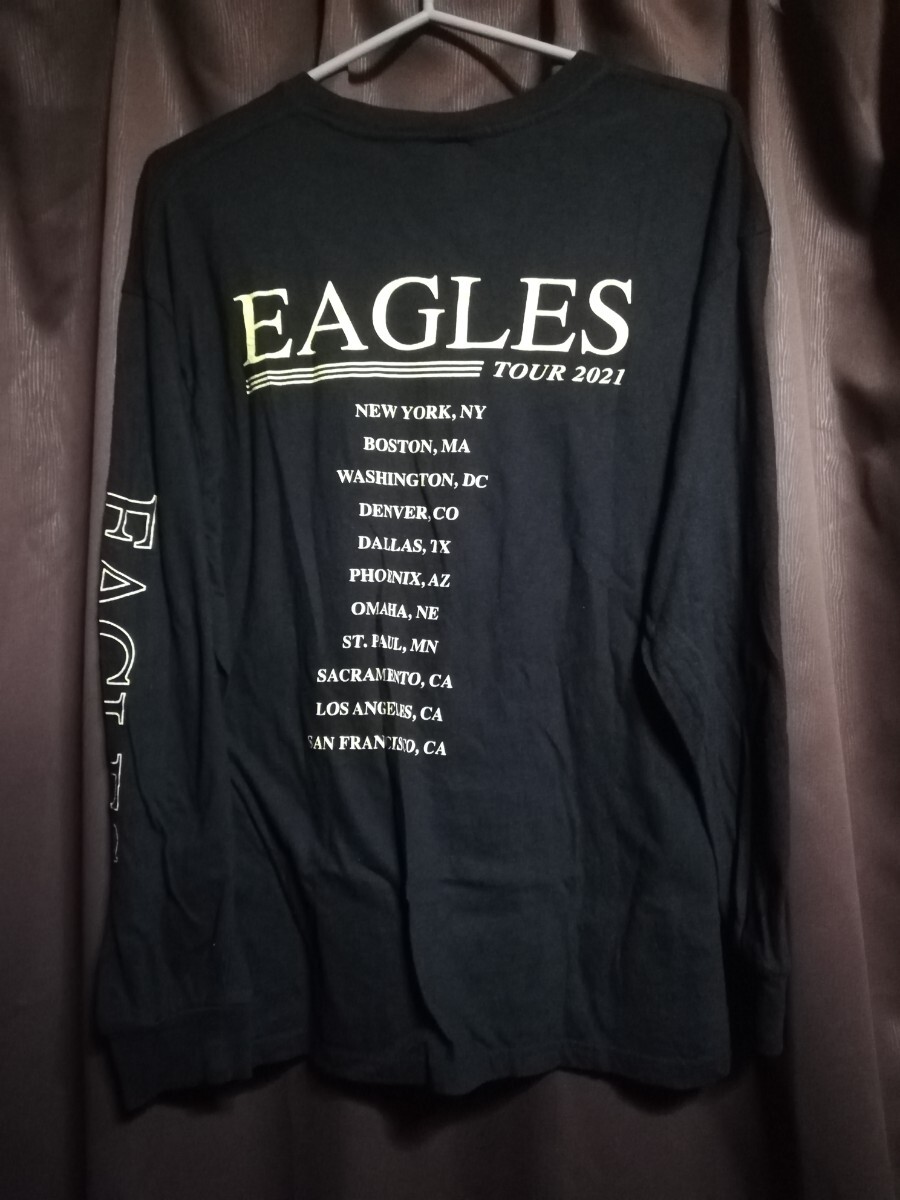 EAGLES
TOUR 2021
NEW YORK, NY
BOSTON, MA
WASHINGTON, DC
DENVER, CO
DALLAS, TX
PHOENIX, AZ
OMAHA, NE
ST. PAUL, MN
SACRAMENTO, CA
LOS ANGELES, CA
SAN FRANCISCO, CA
EAGLES